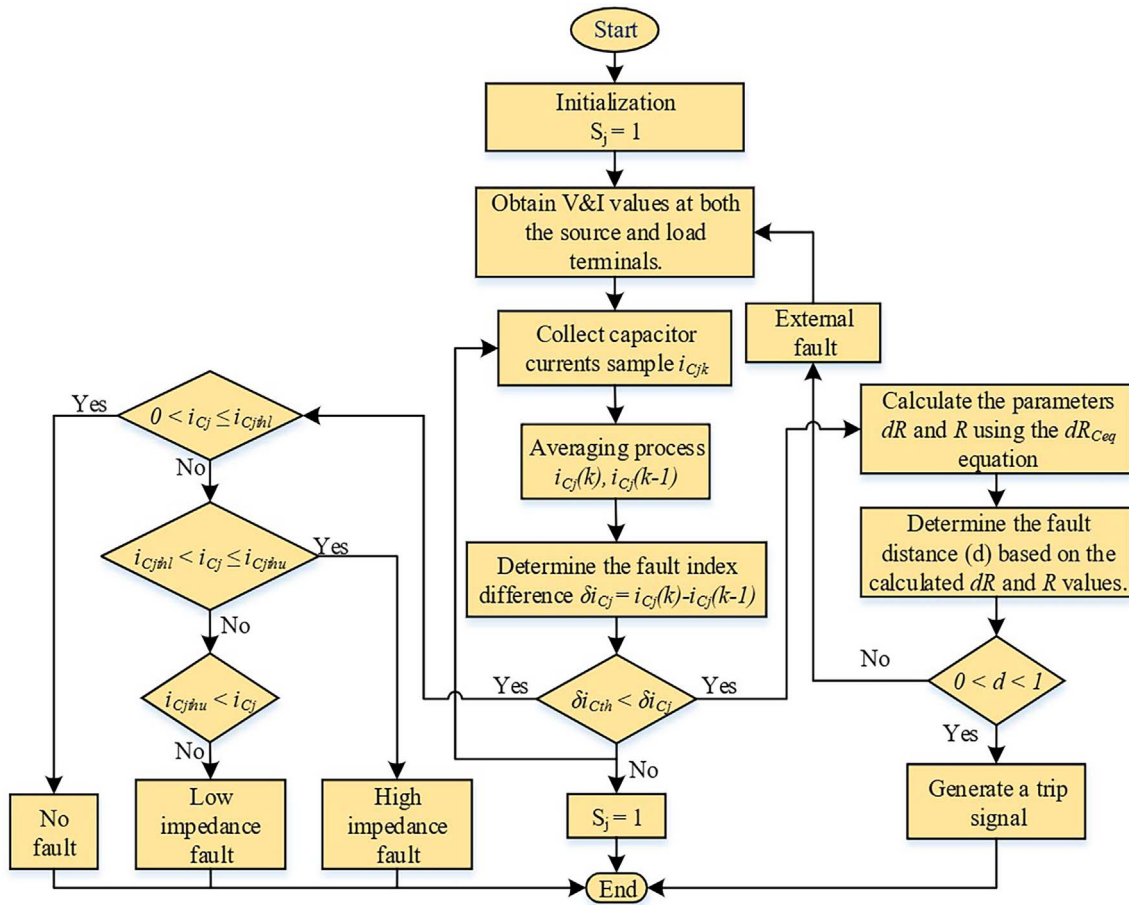 Start
Initialization
Sj = 1
Obtain V&I values at both
the source and load
terminals.
Collect capacitor
currents sample iCjk
External
fault
Averaging process
iCj(k), iCj(k-1)
Calculate the parameters
dR and R using the dRCeq
equation
Yes
0 < iCj ≤ iCjthl
No
Determine the fault index
difference δiCj = iCj(k)-iCj(k-1)
Determine the fault
distance (d) based on the
calculated dR and R values.
iCjthl < iCj ≤ iCjthu
Yes
No
Yes
δiCth < δiCj
Yes
No
0 < d < 1
iCjthu < iCj
No
No
Yes
No
fault
Low
impedance
fault
High
impedance
fault
Sj = 1
Generate a trip
signal
End